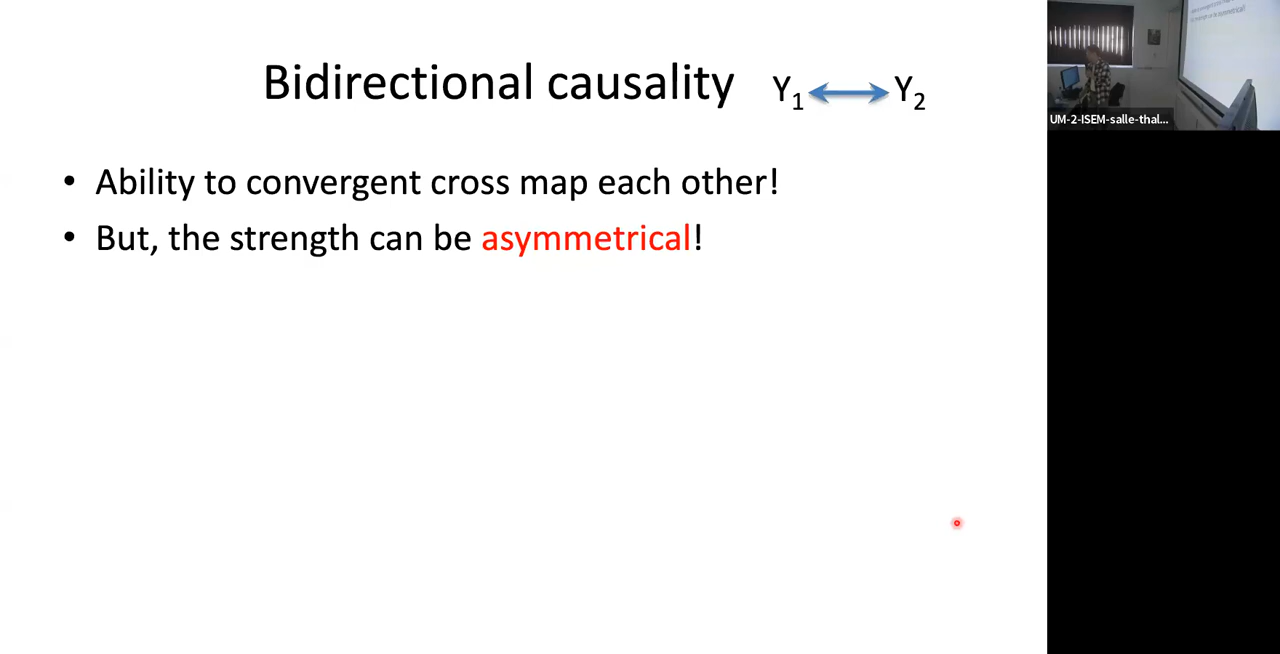 Bidirectional causality Y₁ Y₂
• Ability to convergent cross map each other!
• But, the strength can be asymmetrical!
UM-2-ISEM-salle-thal...